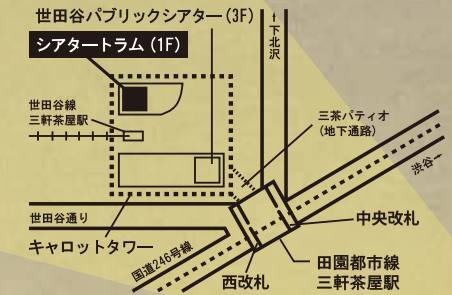 世田谷パブリックシアター(3F)
シアタートラム(1F)
↑下北沢
世田谷線
三軒茶屋駅
三茶パティオ
(地下通路)
渋谷→
世田谷通り
キャロットタワー
国道246号線
西改札
中央改札
田園都市線
三軒茶屋駅